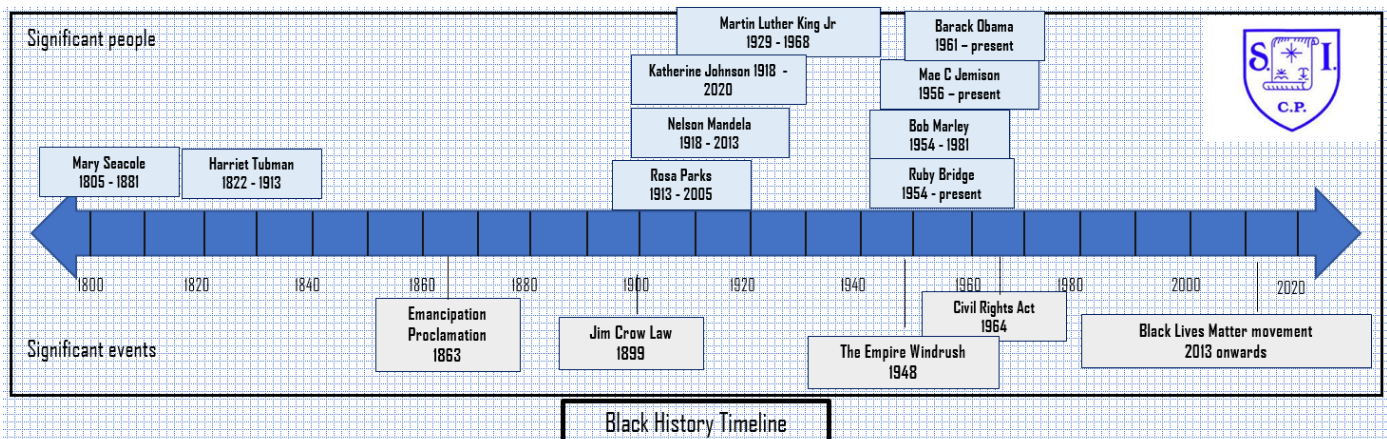 Significant people
Martin Luther King Jr
1929 - 1968
Barack Obama
1961 – present
Katherine Johnson 1918 -
2020
Mae C Jemison
1956 – present
Nelson Mandela
1918 - 2013
Bob Marley
1954 - 1981
Mary Seacole
1805 - 1881
Harriet Tubman
1822 - 1913
Rosa Parks
1913 - 2005
Ruby Bridge
1954 - present
S. I.
C.P.
1800 1820 1840 1860 1880 1900 1920 1940 1960 1980 2000 2020
Significant events
Emancipation
Proclamation
1863
Jim Crow Law
1899
The Empire Windrush
1948
Civil Rights Act
1964
Black Lives Matter movement
2013 onwards
Black History Timeline